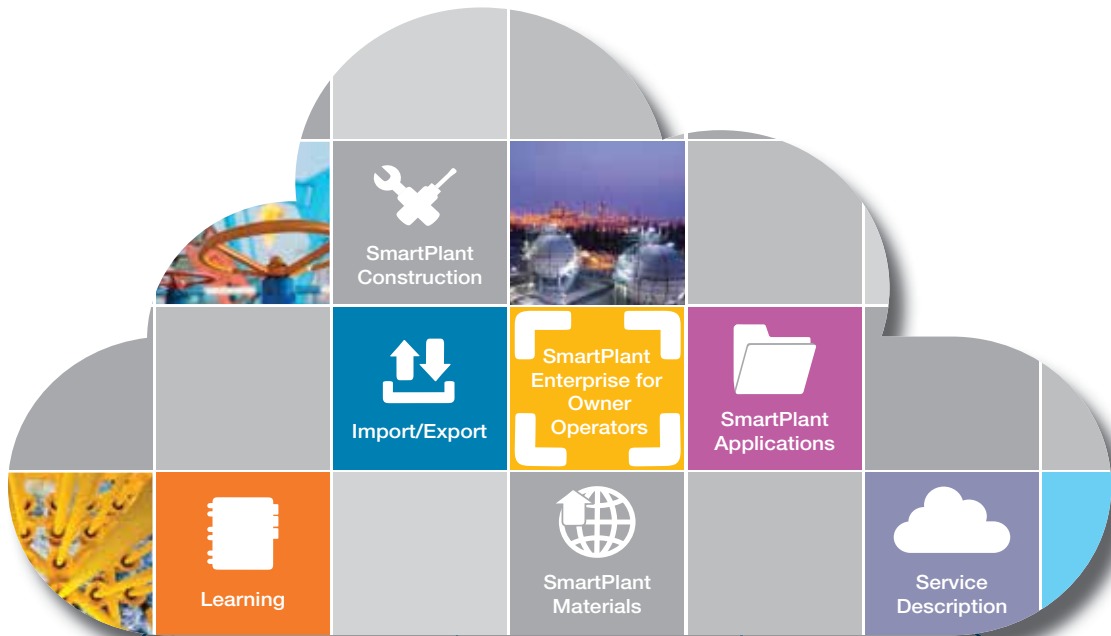 SmartPlant
Construction
Import/Export
SmartPlant
Enterprise for
Owner
Operators
SmartPlant
Applications
Learning
SmartPlant
Materials
Service
Description